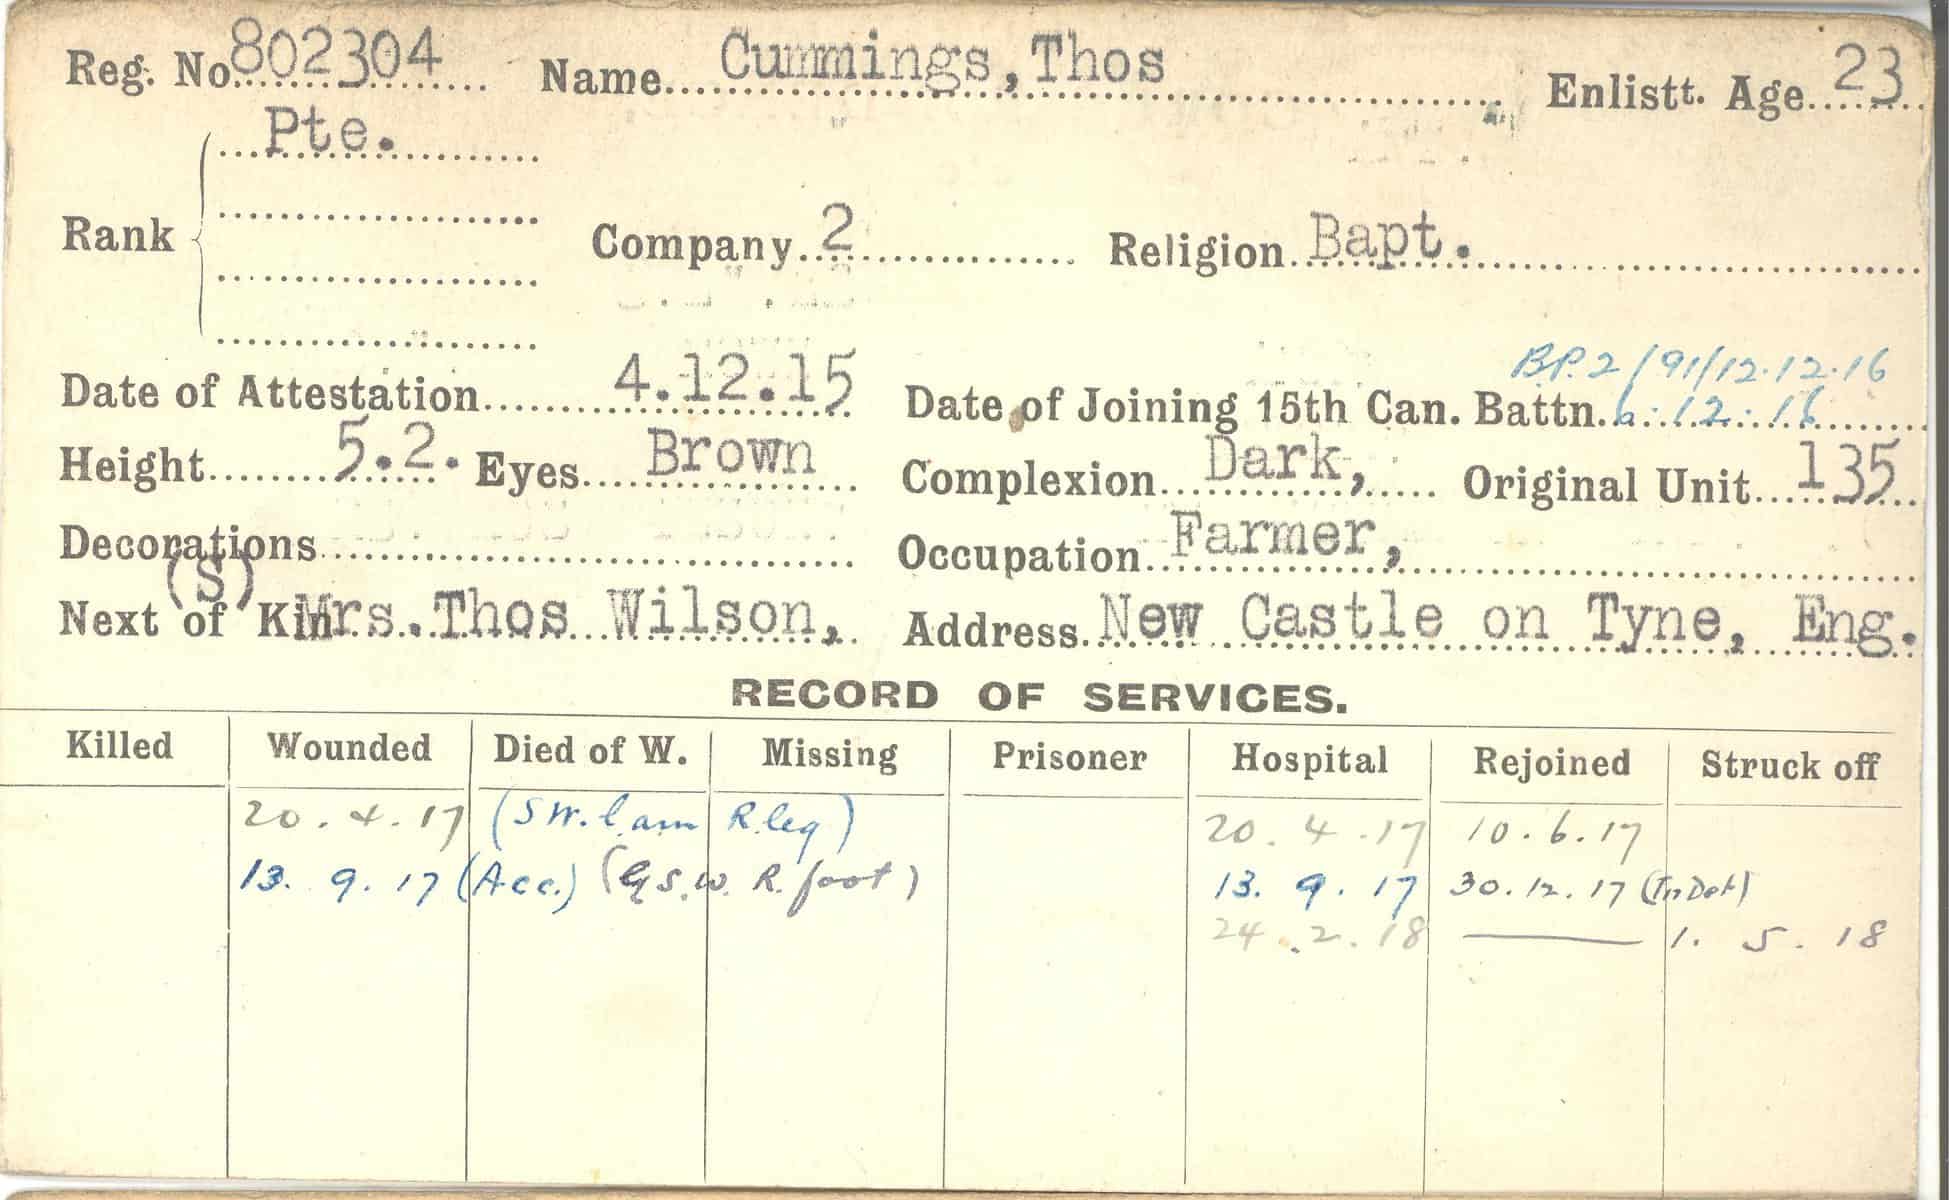 Reg. No. 802304 Name Cummings, Thos Enlistt. Age 23
Pte.
Rank Company 2 Religion Bapt.
B.P.2/91/12.12.16
Date of Attestation 4.12.15 Date of Joining 15th Can. Battn. 6.12.16
Height 5.2. Eyes Brown Complexion Dark, Original Unit 135
Decorations Occupation Farmer,
(S)
Next of Kin Mrs. Thos Wilson, Address New Castle on Tyne, Eng.
RECORD OF SERVICES.
Killed Wounded Died of W. Missing Prisoner Hospital Rejoined Struck off
20.4.17 (SW. l. arm R. leg) 20.4.17 10.6.17
13.9.17 (Acc.) (G.S.W. R. foot) 13.9.17 30.12.17 (In Det)
24.2.18 — 1.5.18